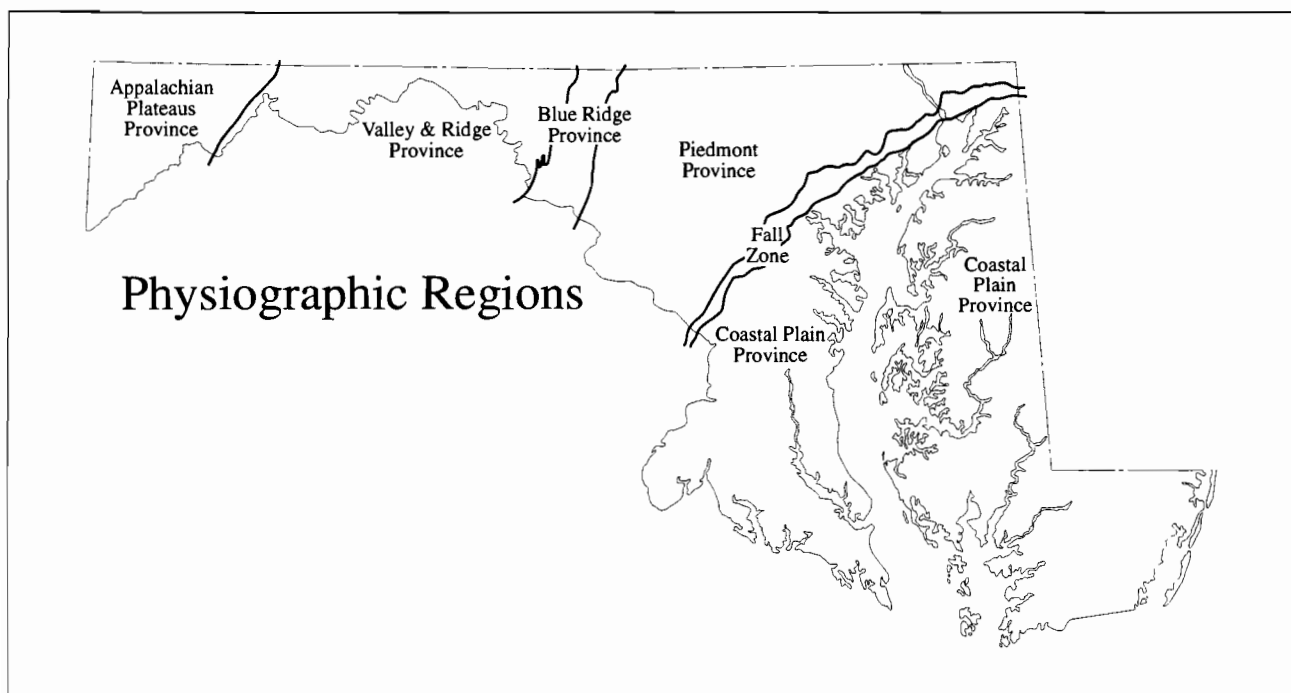 Appalachian
Plateaus
Province
Valley & Ridge
Province
Blue Ridge
Province
Piedmont
Province
Fall
Zone
Coastal
Plain
Province
Physiographic Regions
Coastal Plain
Province